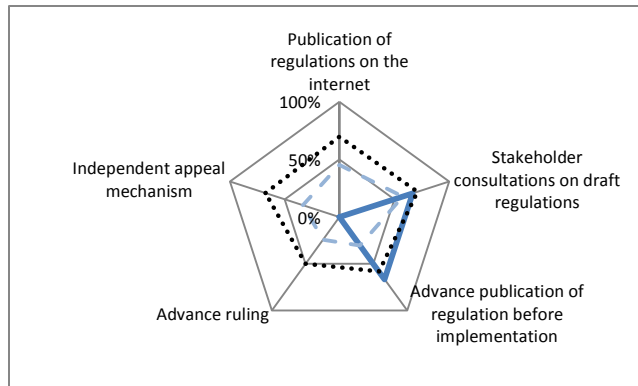 Publication of
regulations on the
internet
100%
50%
0%
Stakeholder
consultations on draft
regulations
Independent appeal
mechanism
Advance ruling
Advance publication of
regulation before
implementation